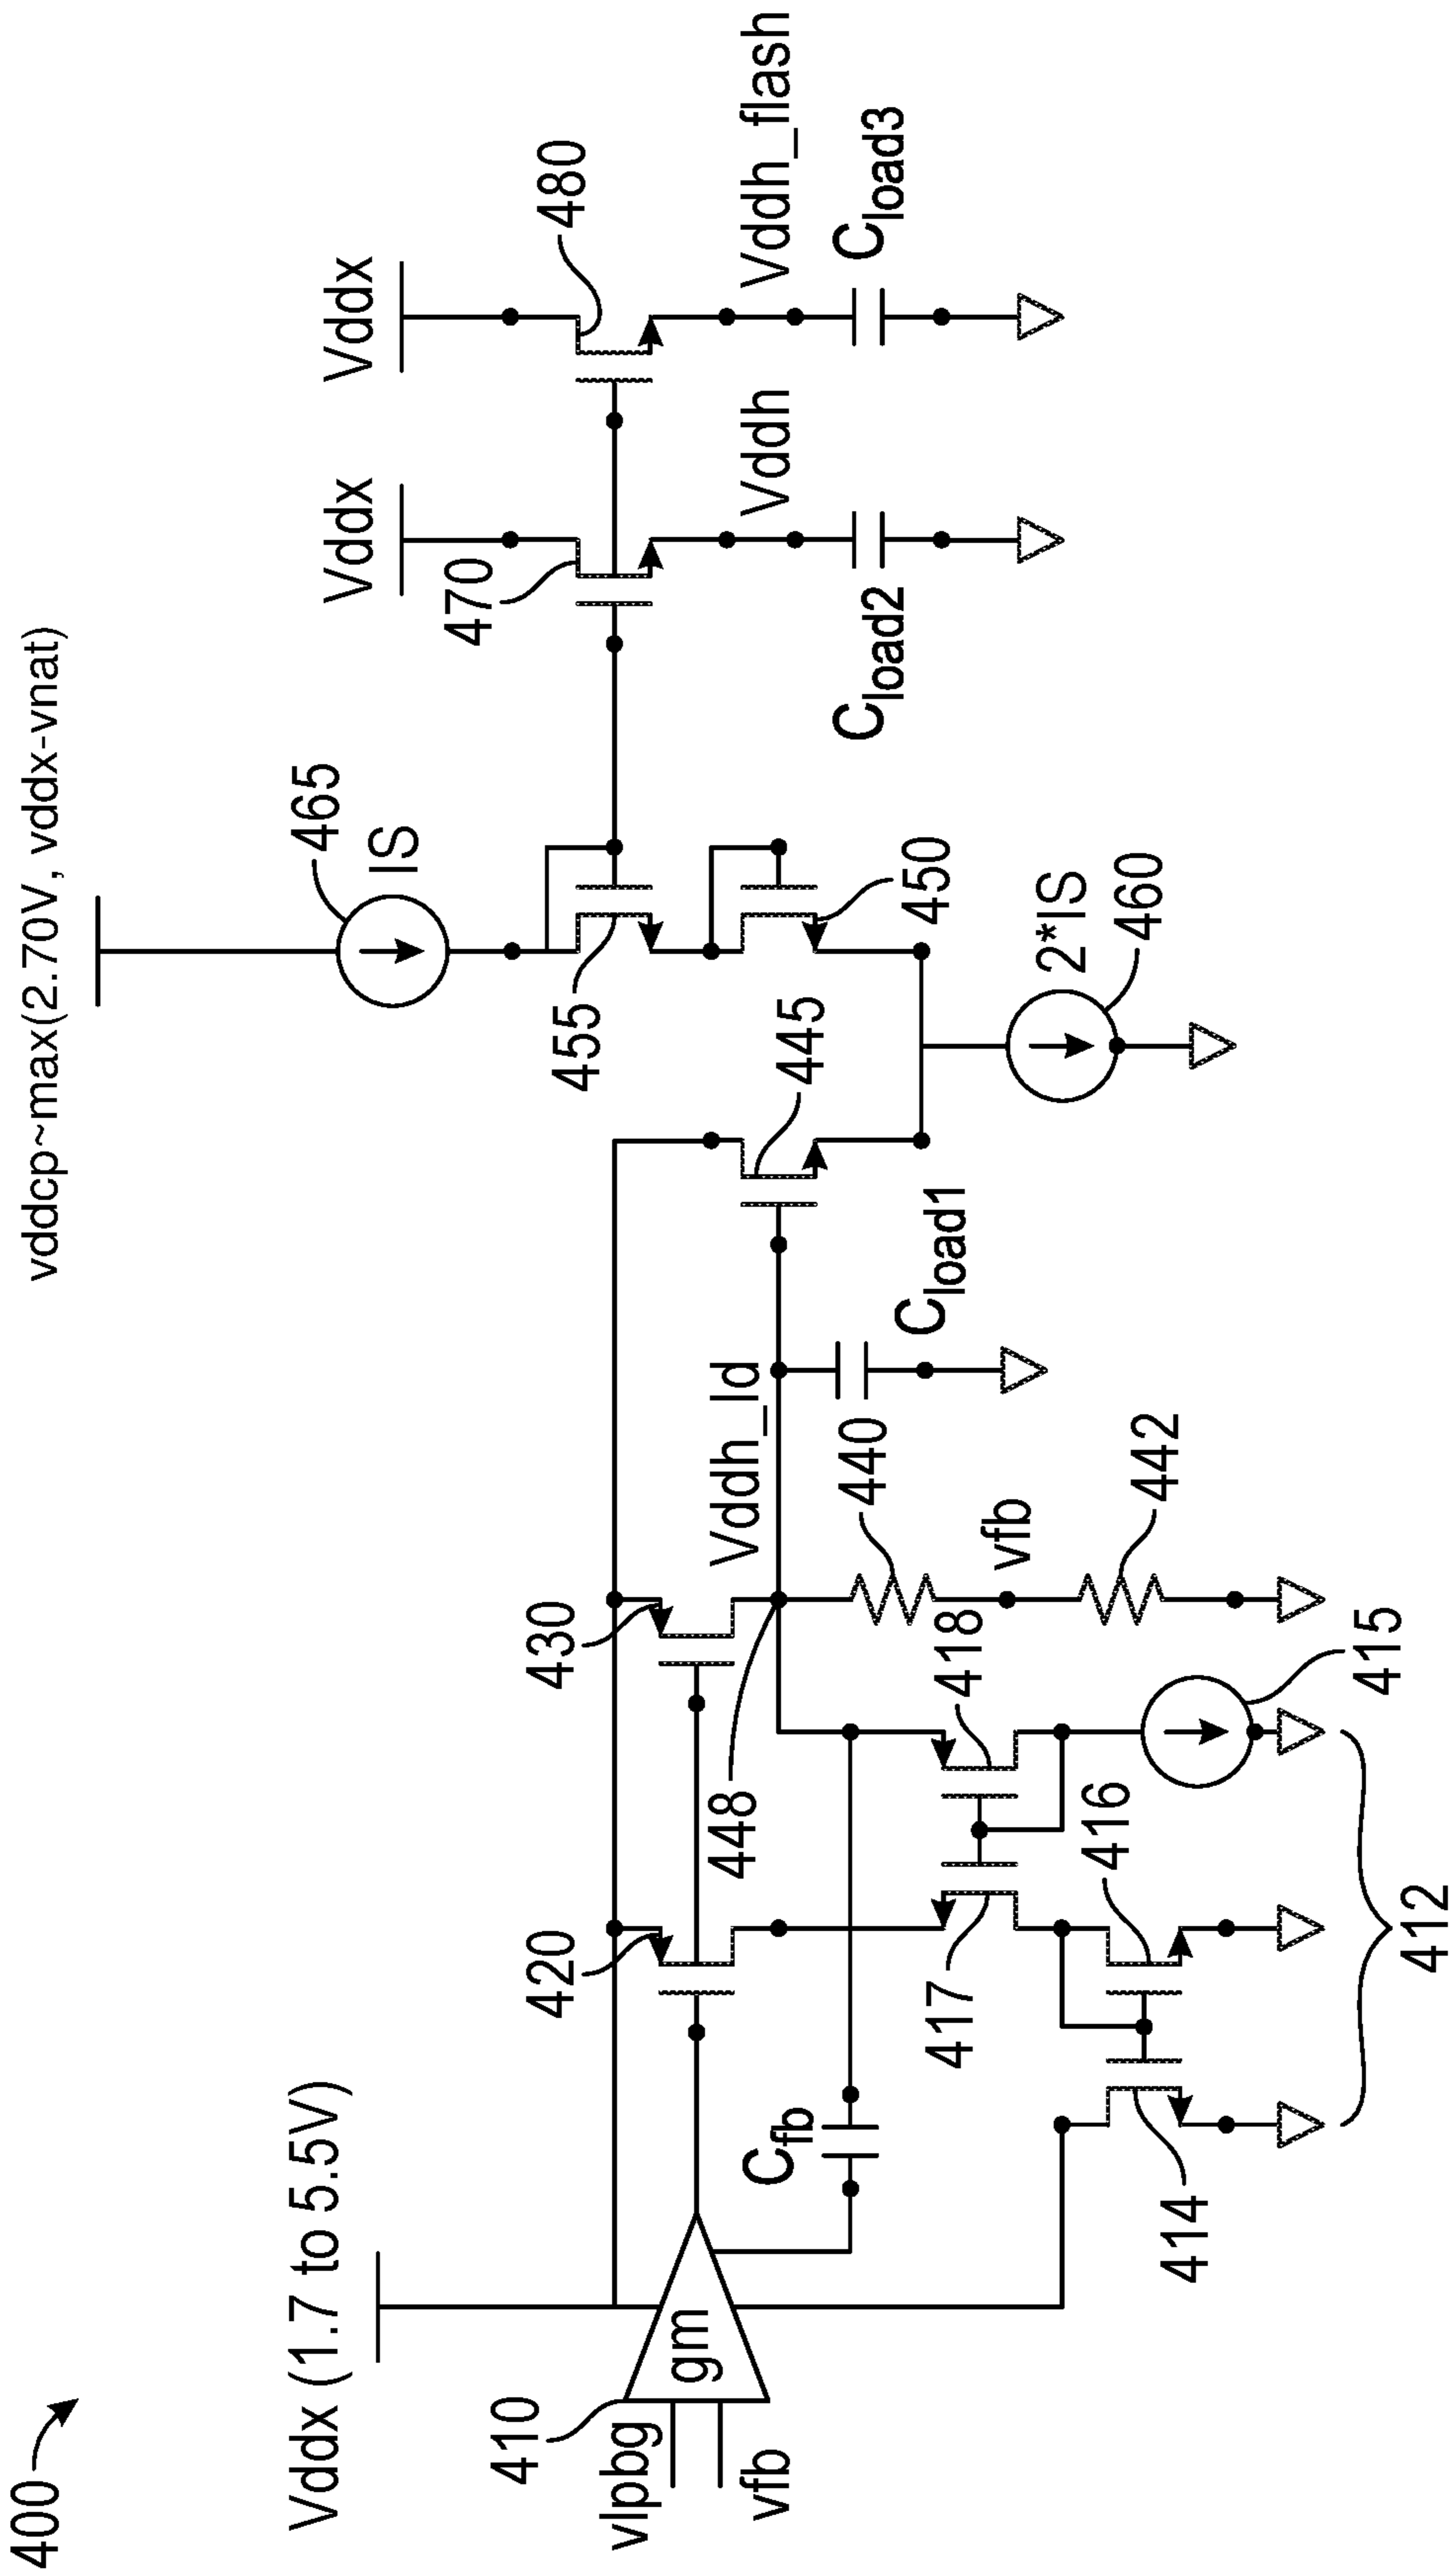 400
Vddx (1.7 to 5.5V)
vddcp~max(2.70V, vddx-vnat)
465
IS
Vddx
Vddx
470
480
410
vlpbg
vfb
gm
420
430
448
Vddh_ld
455
445
450
Vddh
Vddh_flash
Cfb
417
418
440
vfb
442
Cload1
2*IS
460
Cload2
Cload3
414
416
415
412